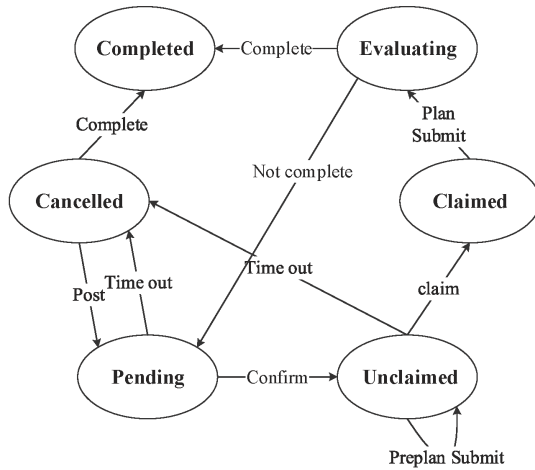 Completed
Complete
Evaluating
Complete
Plan
Submit
Not complete
Cancelled
Claimed
Time out
Post
Time out
claim
Pending
Confirm
Unclaimed
Preplan Submit